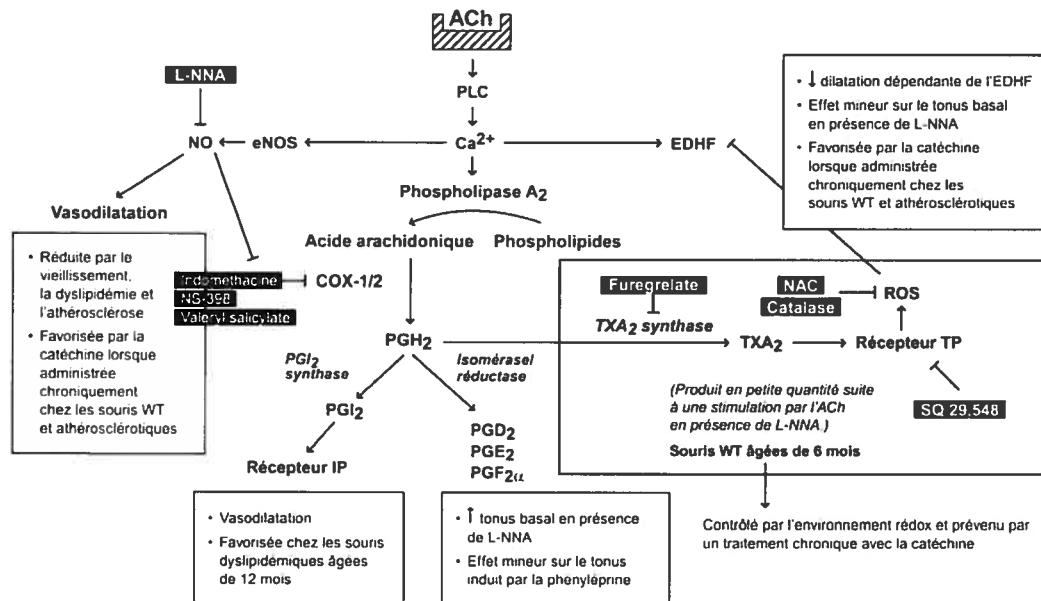 ACh
L-NNA
PLC
NO
eNOS
Ca2+
EDHF
Phospholipase A2
Vasodilatation
Acide arachidonique
Phospholipides
• Réduite par le
vieillissement,
la dyslipidémie et
l'athérosclérose
• Favorisée par la
catéchine lorsque
administrée
chroniquement
chez les souris WT
et athérosclérotiques
Indomethacine
NS-398
Valeryl salicylate
COX-1/2
• ↓ dilatation dépendante de l'EDHF
• Effet mineur sur le tonus basal
en présence de L-NNA
• Favorisée par la catéchine
lorsque administrée
chroniquement chez les
souris WT et athérosclérotiques
Furegrelate
TXA2 synthase
NAC
Catalase
ROS
PGH2
TXA2
Récepteur TP
SQ 29,548
PGI2
synthase
Isomérasel
réductase
PGI2
Récepteur IP
PGD2
PGE2
PGF2α
(Produit en petite quantité suite
à une stimulation par l'ACh
en présence de L-NNA.)
Souris WT âgées de 6 mois
• Vasodilatation
• Favorisée chez les souris
dyslipidémiques âgées
de 12 mois
• ↑ tonus basal en présence
de L-NNA
• Effet mineur sur le tonus
induit par la phenyléprine
Contrôlé par l'environnement rédox et prévenu par
un traitement chronique avec la catéchine